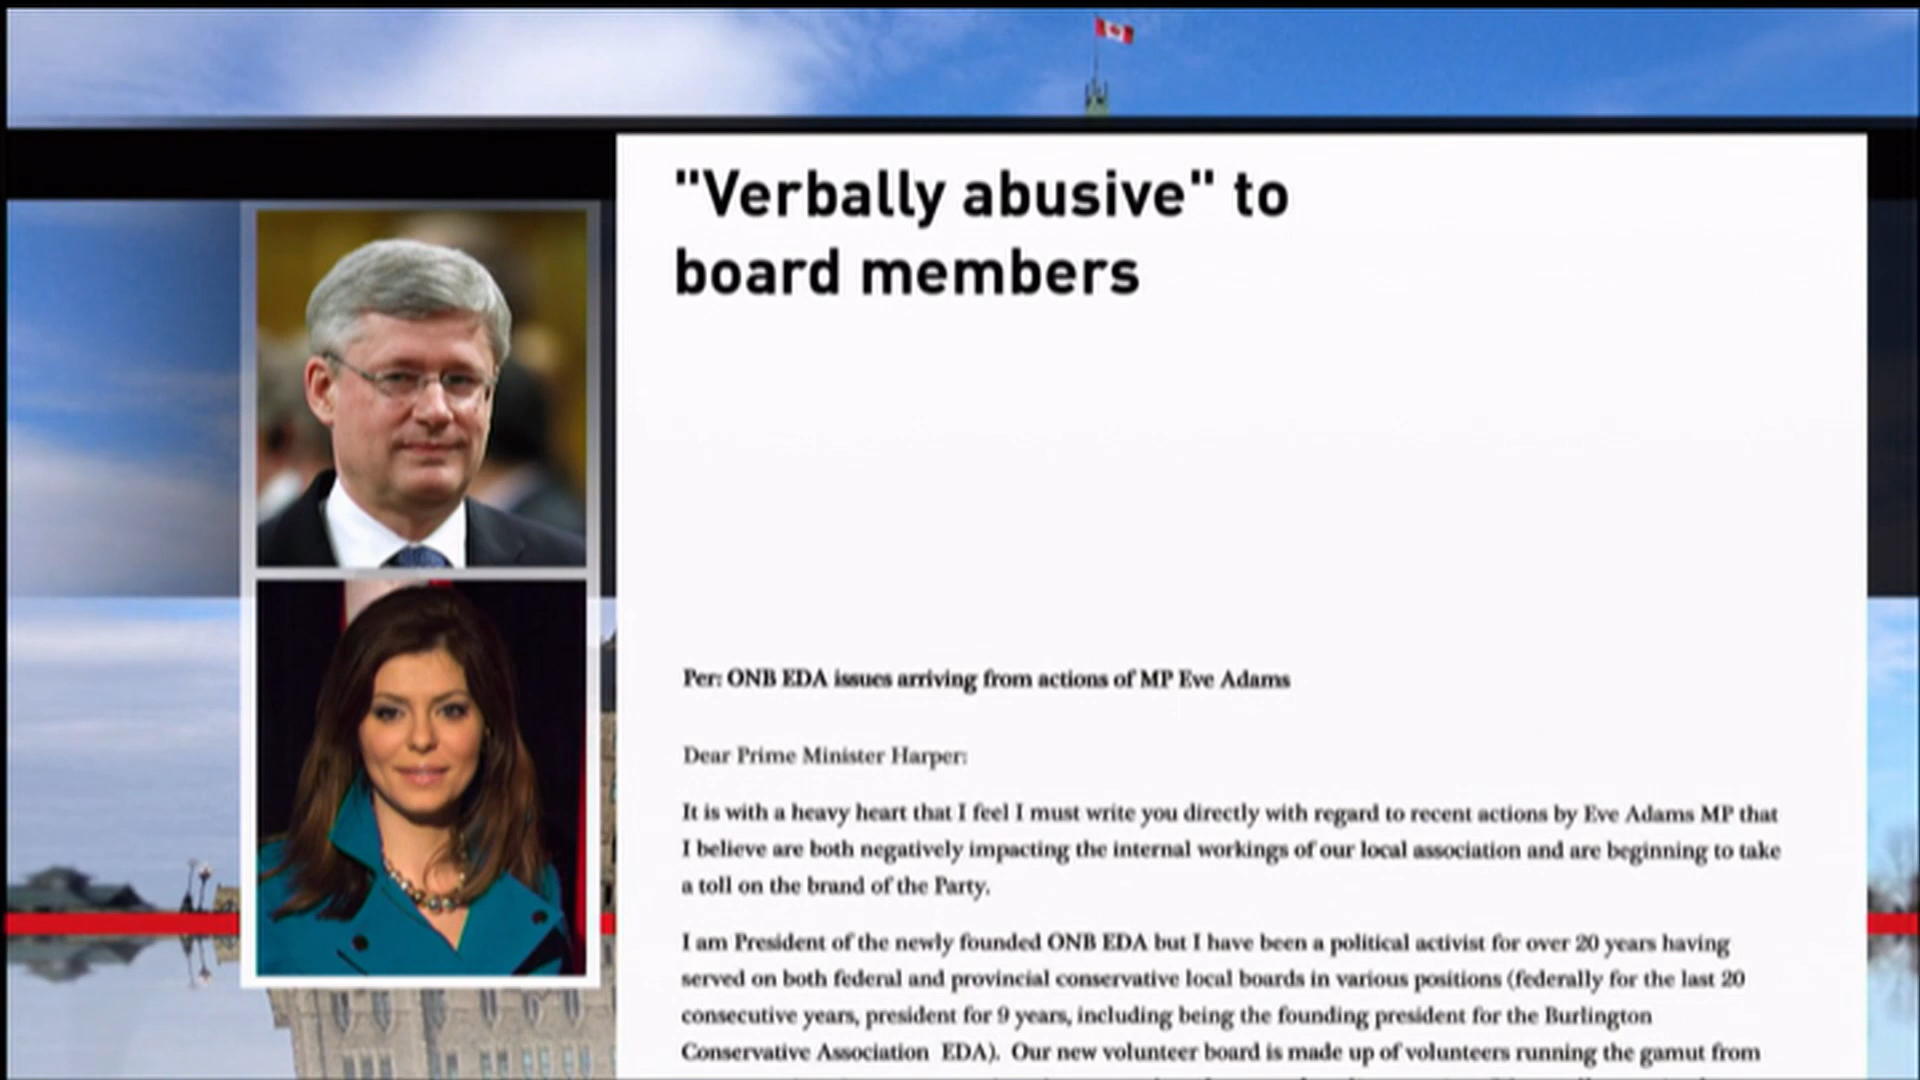 "Verbally abusive" to
board members
Per: ONB EDA issues arriving from actions of MP Eve Adams
Dear Prime Minister Harper:
It is with a heavy heart that I feel I must write you directly with regard to recent actions by Eve Adams MP that
I believe are both negatively impacting the internal workings of our local association and are beginning to take
a toll on the brand of the Party.
I am President of the newly founded ONB EDA but I have been a political activist for over 20 years having
served on both federal and provincial conservative local boards in various positions (federally for the last 20
consecutive years, president for 9 years, including being the founding president for the Burlington
Conservative Association EDA). Our new volunteer board is made up of volunteers running the gamut from